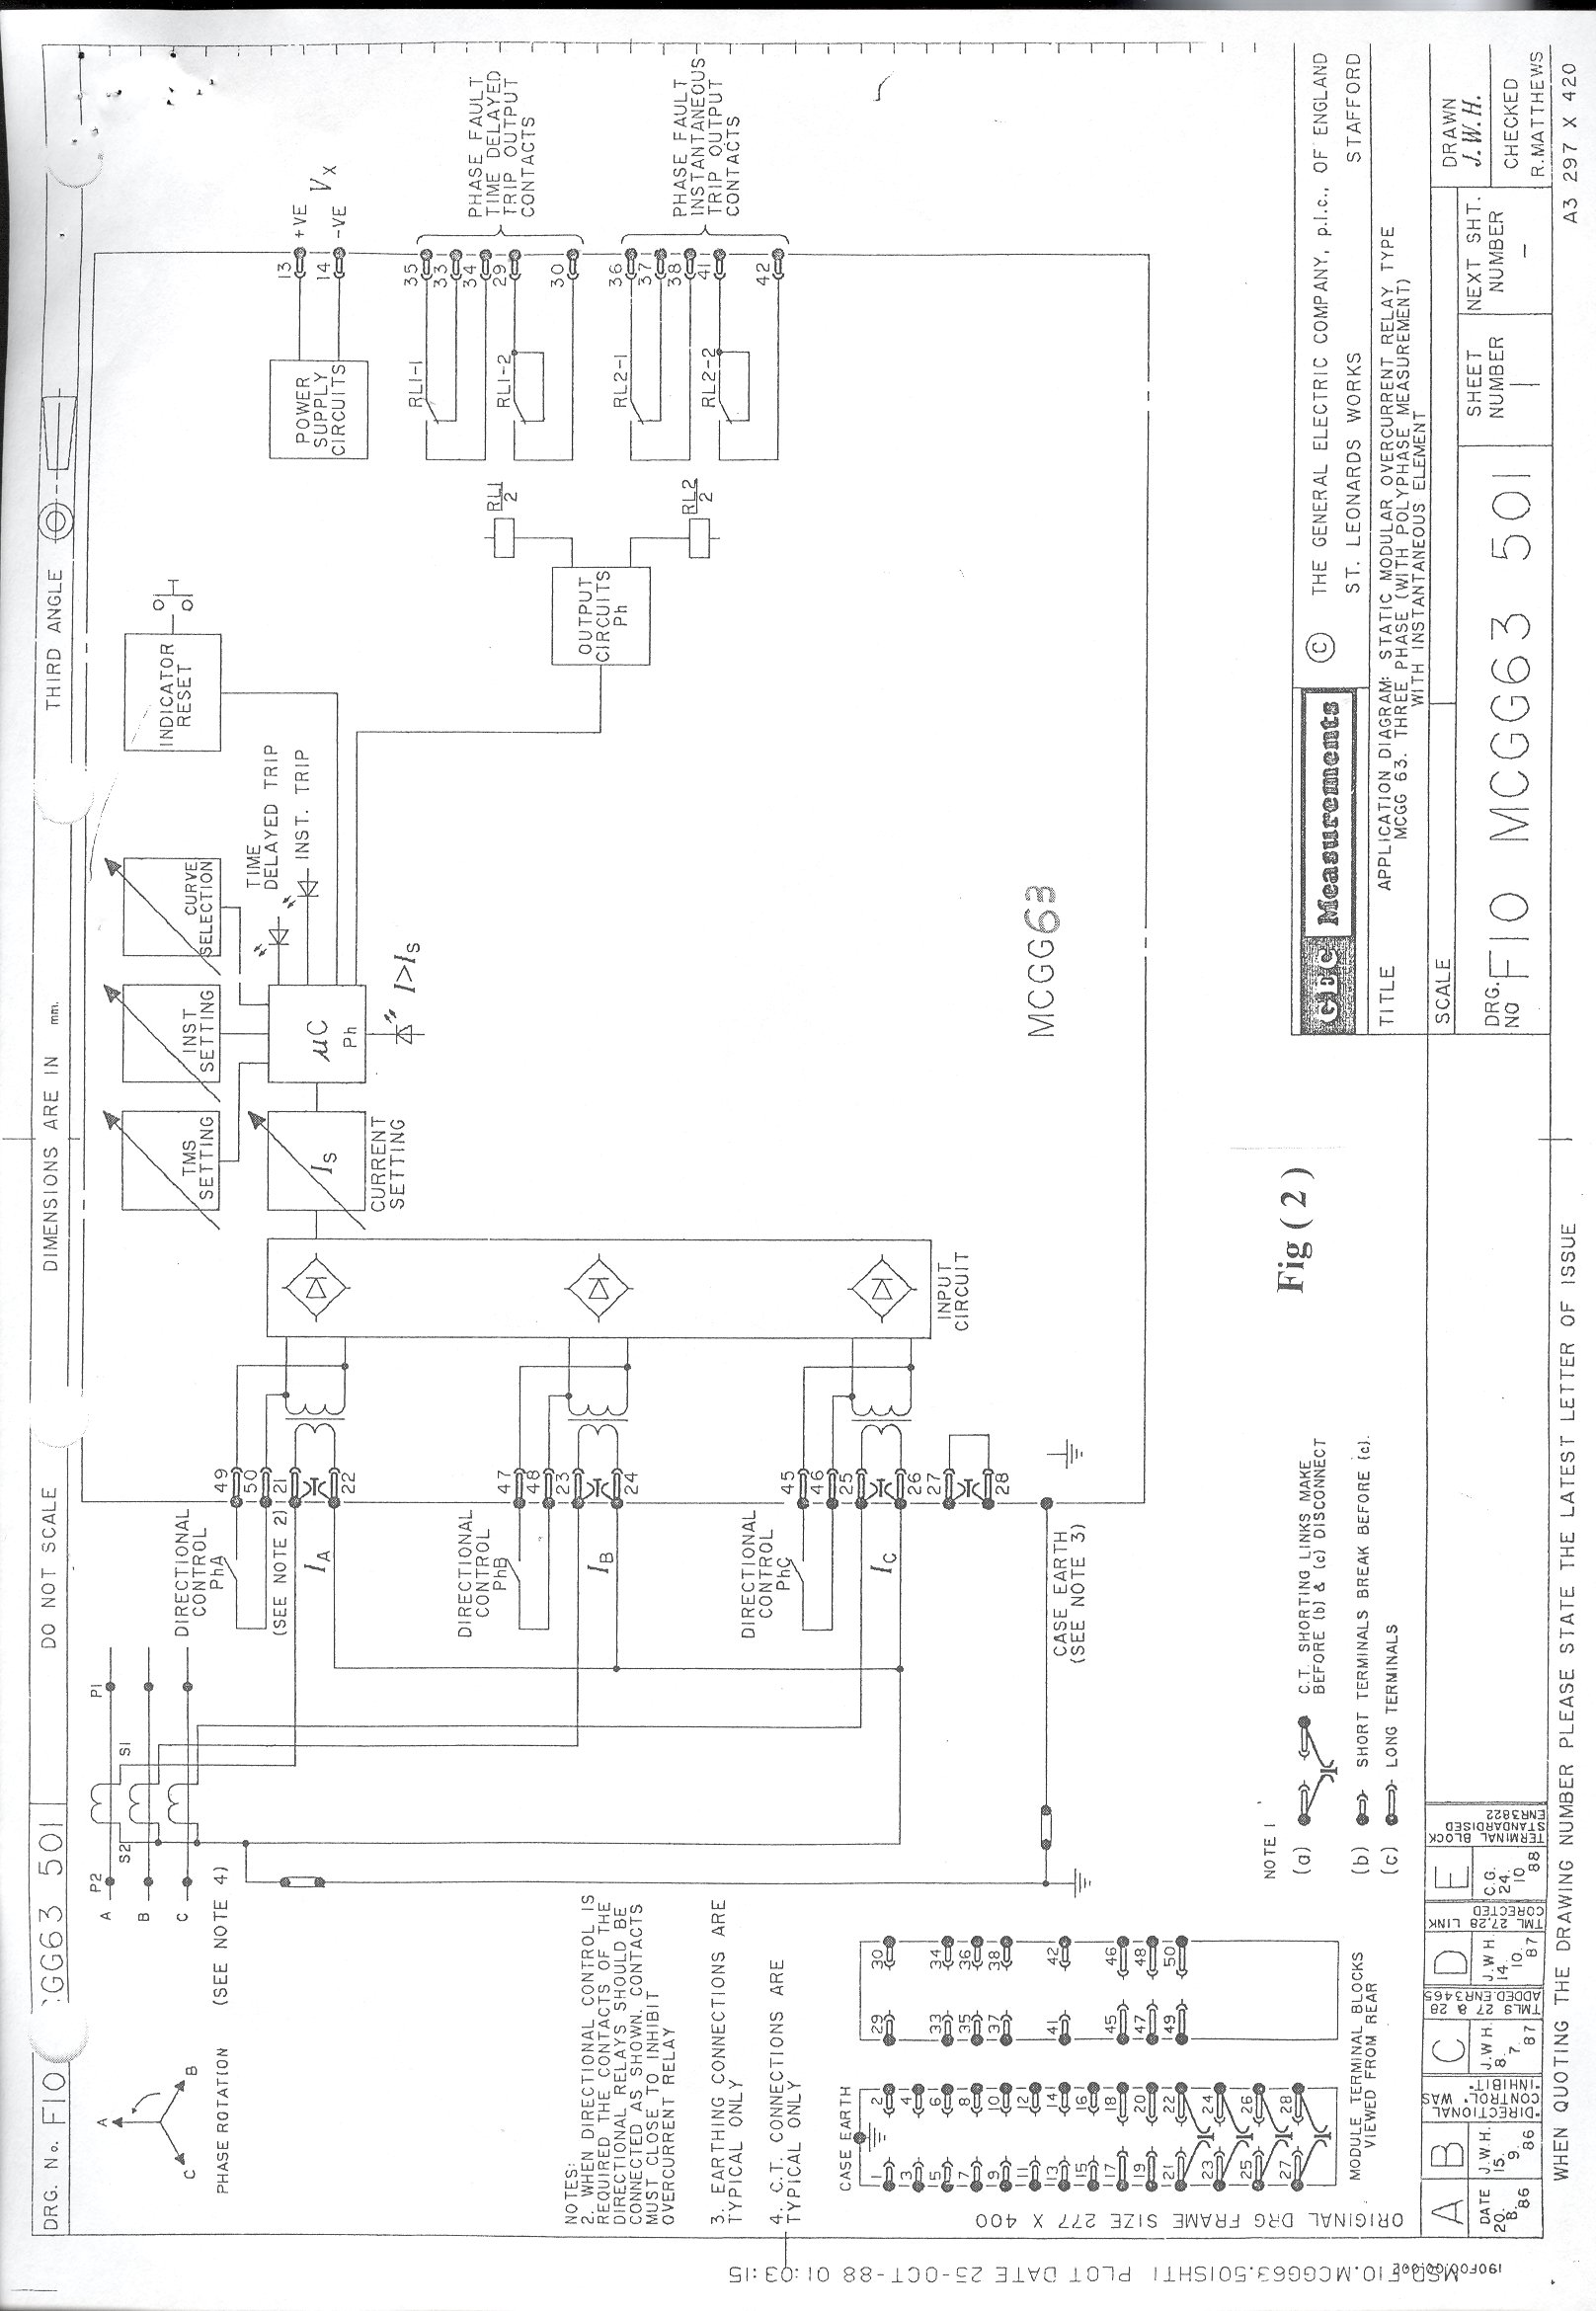 DRG. No. F10
CGG63 501
DO NOT SCALE
DIMENSIONS ARE IN mm.
THIRD ANGLE
A
B
C
PHASE ROTATION
P2
P1
A
B
C
S2
S1
(SEE NOTE 4)
DIRECTIONAL
CONTROL
PhA
(SEE NOTE 2)
IA
49
50
21
22
DIRECTIONAL
CONTROL
PhB
IB
47
48
23
24
DIRECTIONAL
CONTROL
PhC
IC
45
46
25
26
27
28
CASE EARTH
(SEE NOTE 3)
INPUT
CIRCUIT
TMS
SETTING
INST
SETTING
CURVE
SELECTION
IS
CURRENT
SETTING
µC
Ph
I>IS
TIME
DELAYED TRIP
INST. TRIP
INDICATOR
RESET
OUTPUT
CIRCUITS
Ph
RL1
2
RL2
2
POWER
SUPPLY
CIRCUITS
13
14
+VE
-VE
VX
RL1-1
RL1-2
35
33
34
29
30
PHASE FAULT
TIME DELAYED
TRIP OUTPUT
CONTACTS
RL2-1
RL2-2
36
37
38
41
42
PHASE FAULT
INSTANTANEOUS
TRIP OUTPUT
CONTACTS
MCGG63
NOTES:
2. WHEN DIRECTIONAL CONTROL IS
REQUIRED THE CONTACTS OF THE
DIRECTIONAL RELAYS SHOULD BE
CONNECTED AS SHOWN. CONTACTS
MUST CLOSE TO INHIBIT
OVERCURRENT RELAY
3. EARTHING CONNECTIONS ARE
TYPICAL ONLY
4. C.T. CONNECTIONS ARE
TYPICAL ONLY
CASE EARTH
1 2
3 4
5 6
7 8
9 10
11 12
13 14
15 16
17 18
19 20
21 22
23 24
25 26
27 28
29 30
33 34
35 36
37 38
41 42
45 46
47 48
49 50
MODULE TERMINAL BLOCKS
VIEWED FROM REAR
NOTE 1
(a) C.T. SHORTING LINKS MAKE
BEFORE (b) & (c) DISCONNECT
(b) SHORT TERMINALS BREAK BEFORE (c).
(c) LONG TERMINALS
Fig ( 2 )
GEC Measurements
© THE GENERAL ELECTRIC COMPANY, p.l.c., OF ENGLAND
ST. LEONARDS WORKS STAFFORD
TITLE
APPLICATION DIAGRAM: STATIC MODULAR OVERCURRENT RELAY TYPE
MCGG 63. THREE PHASE (WITH POLYPHASE MEASUREMENT)
WITH INSTANTANEOUS ELEMENT
SCALE
DRAWN
J.W.H.
CHECKED
R.MATTHEWS
DRG.
NO
F10 MCGG63 501
SHEET
NUMBER
1
NEXT SHT.
NUMBER
-
A
DATE
20.
8.
86
B
J.W.H.
15.
9.
86
"DIRECTIONAL
CONTROL" WAS
"INHIBIT".
C
J.W.H.
8.
7.
87
TMLS 27 & 28
ADDED.ENR3465
D
J.W.H.
14.
10.
87
TML 27,28 LINK
CORECTED
E
C.G.
24.
10
88
TERMINAL BLOCK
STANDARDISED
ENR3822
ORIGINAL DRG FRAME SIZE 277 X 400
WHEN QUOTING THE DRAWING NUMBER PLEASE STATE THE LATEST LETTER OF ISSUE
A3 297 X 420
F10.MCGG63.501SHT1 PLOT DATE 25-OCT-88 01:03:15